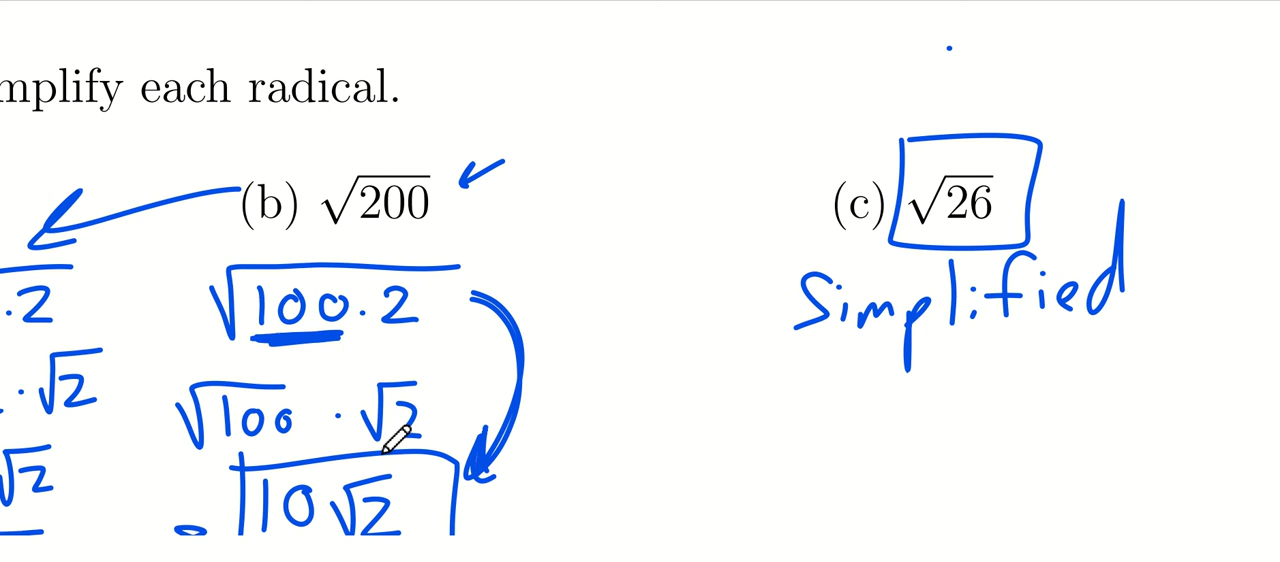 mplify each radical.
(b) √200
(c) √26
Simplified
.2
√100.2
.√2
√100 · √2
√2
10√2